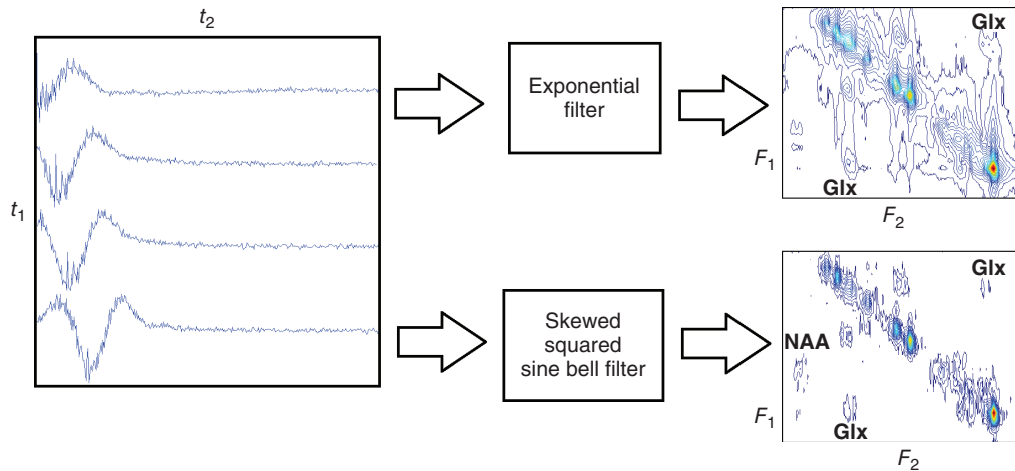 t2
t1
Exponential
filter
Glx
F1
Glx
F2
Skewed
squared
sine bell filter
Glx
NAA
F1
Glx
F2